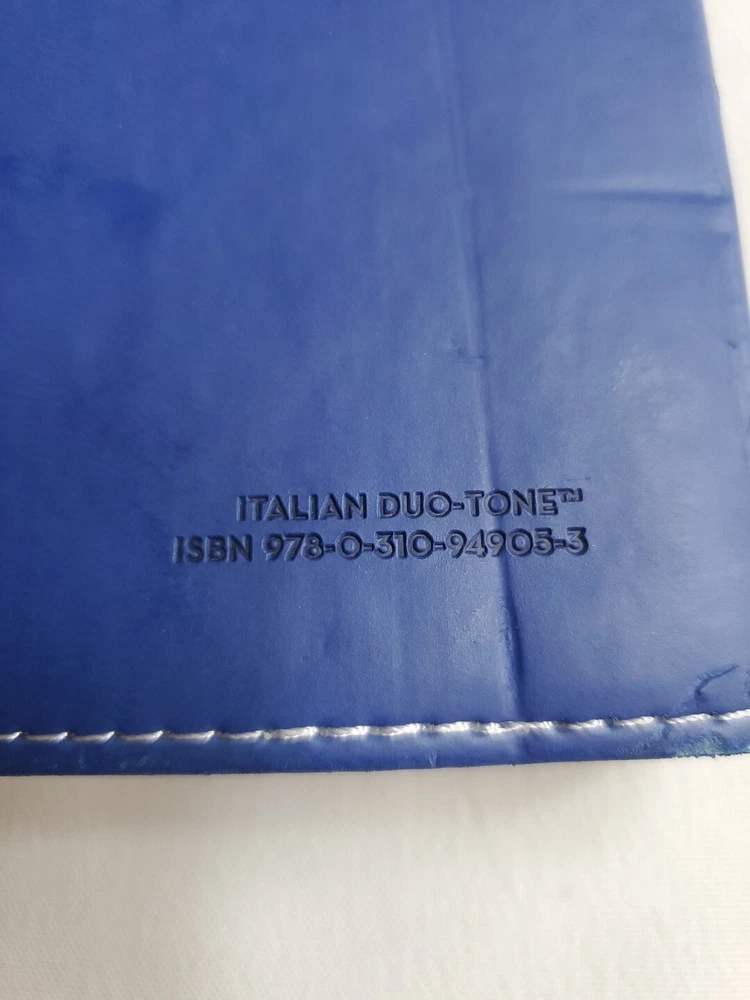 ITALIAN DUO-TONE™
ISBN 978-0-310-94905-3